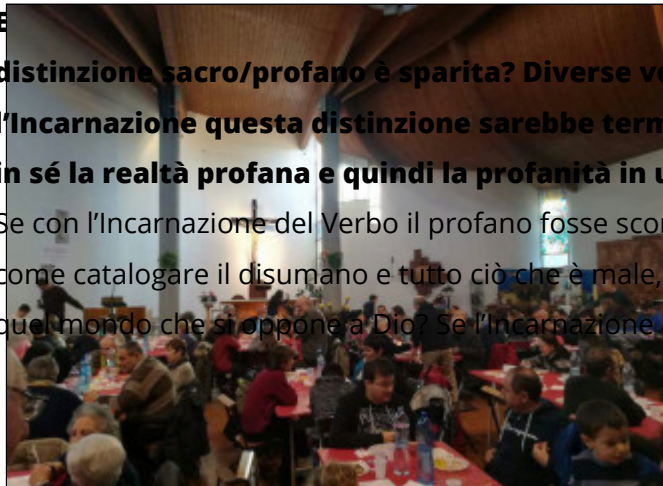 E
distinzione sacro/profano è sparita? Diverse v
l'Incarnazione questa distinzione sarebbe term
in sé la realtà profana e quindi la profanità in u
Se con l'Incarnazione del Verbo il profano fosse scor
come catalogare il disumano e tutto ciò che è male,
quel mondo che si oppone a Dio? Se l'Incarnazione